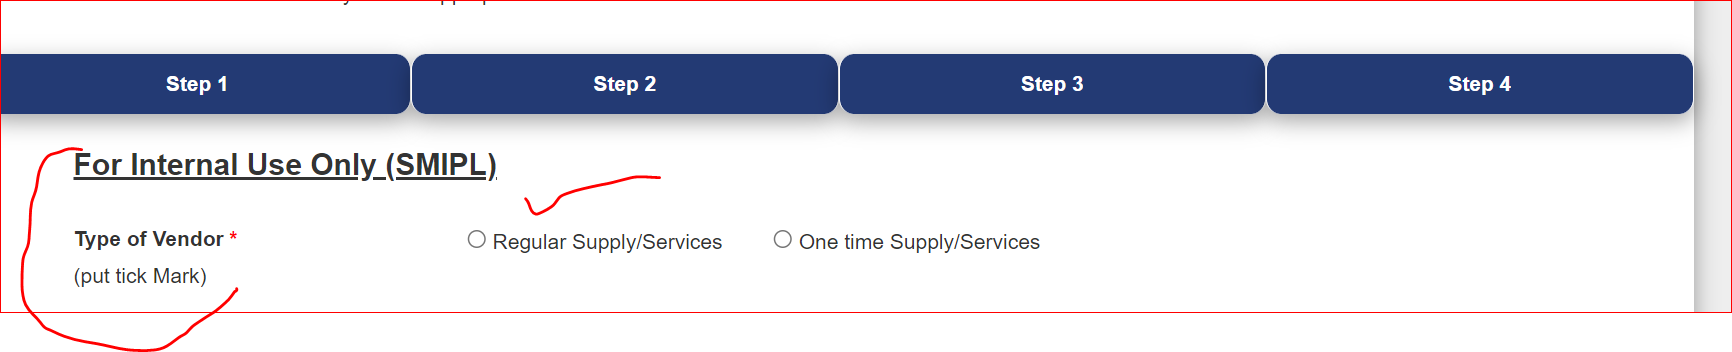 Step 1 Step 2 Step 3 Step 4
For Internal Use Only (SMIPL)
Type of Vendor * Regular Supply/Services One time Supply/Services
(put tick Mark)